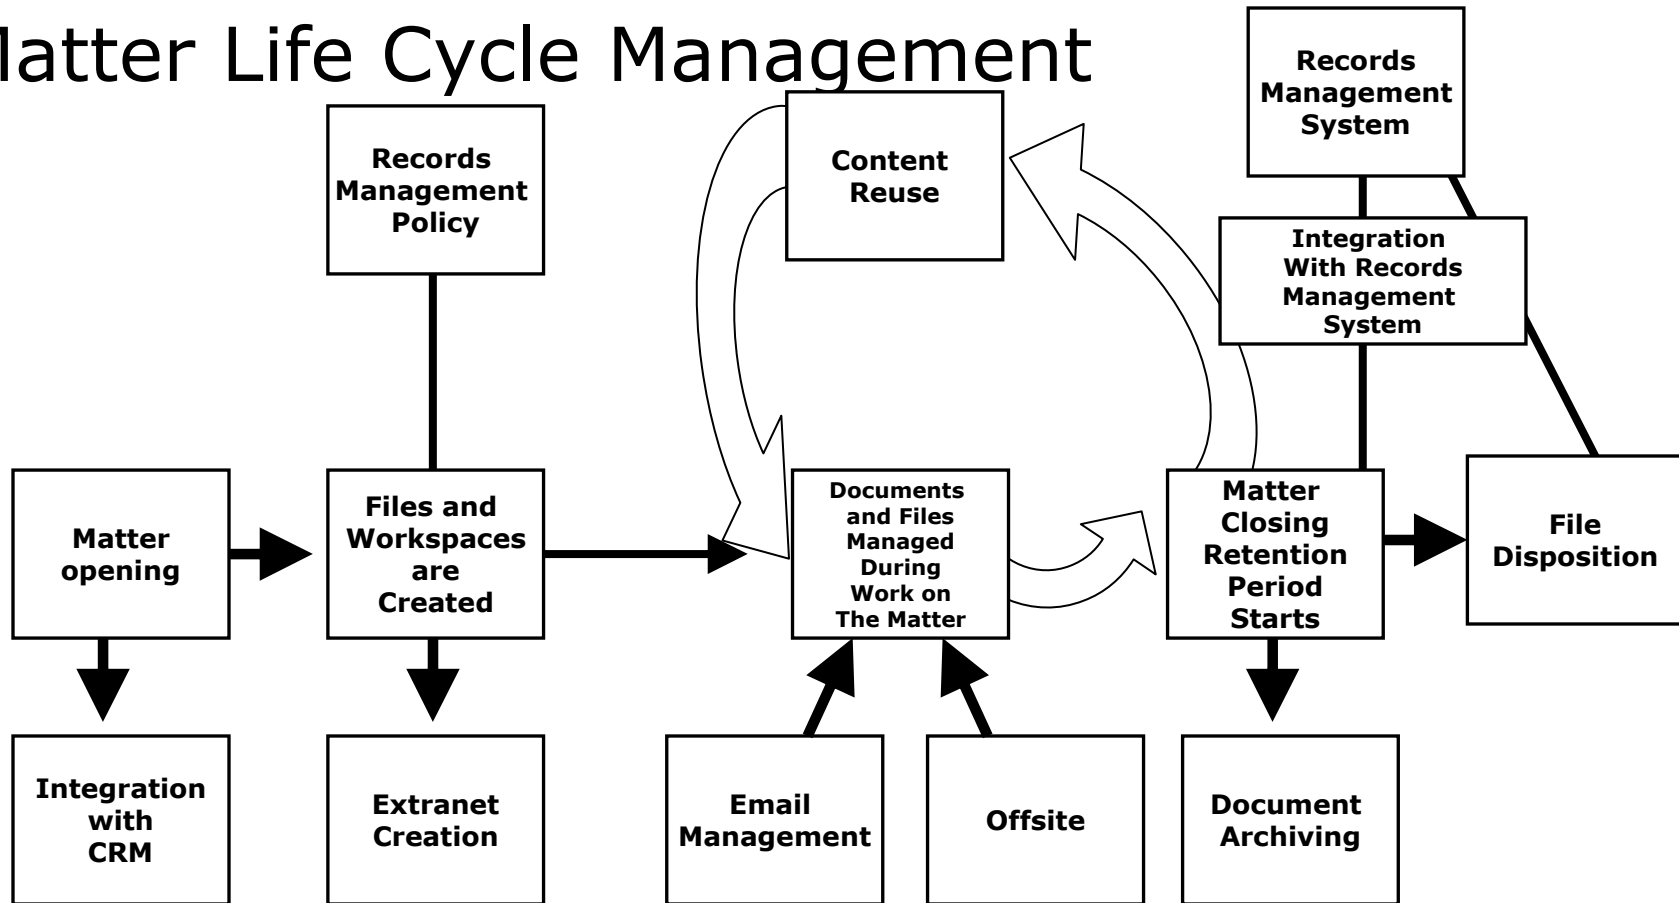 Matter Life Cycle Management
Records
Management
System
Records
Management
Policy
Content
Reuse
Integration
With Records
Management
System
Matter
opening
Files and
Workspaces
are
Created
Documents
and Files
Managed
During
Work on
The Matter
Matter
Closing
Retention
Period
Starts
File
Disposition
Integration
with
CRM
Extranet
Creation
Email
Management
Offsite
Document
Archiving